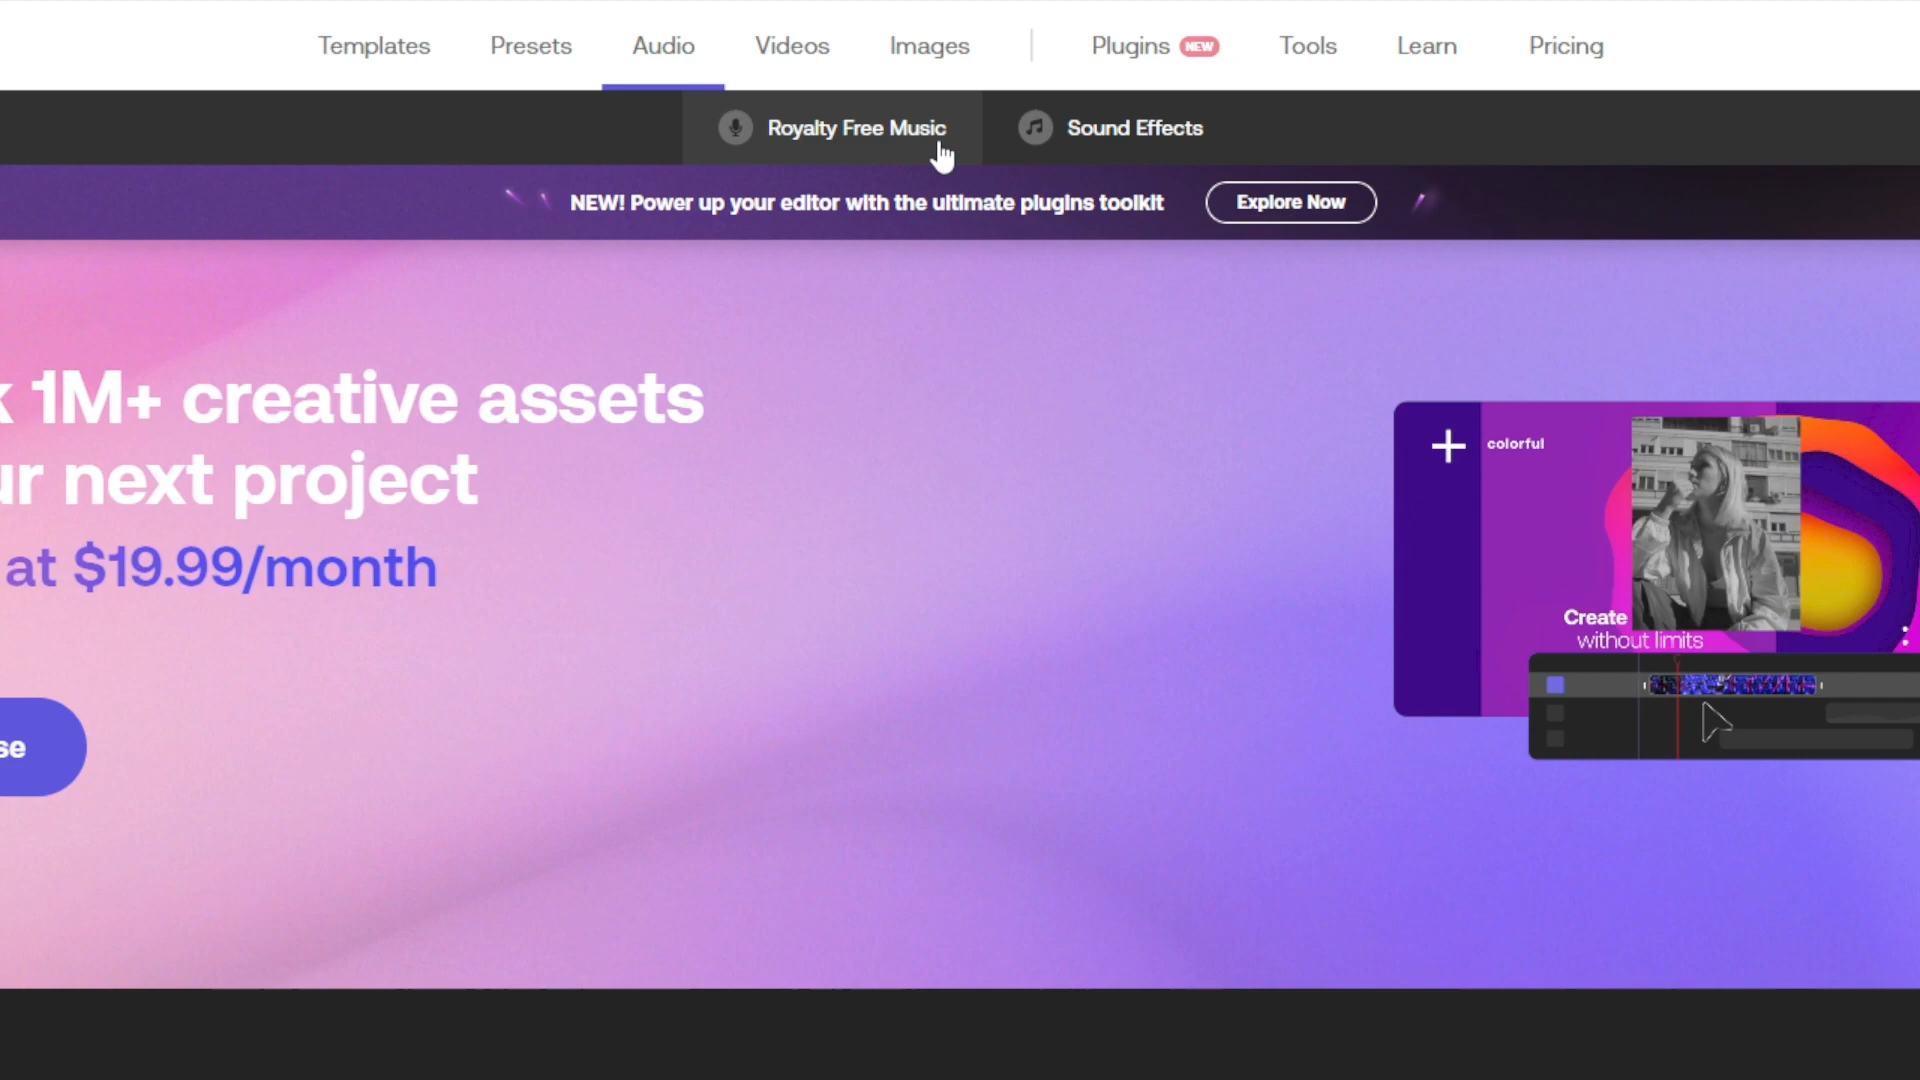 Templates Presets Audio Videos Images Plugins NEW Tools Learn Pricing
Royalty Free Music Sound Effects
NEW! Power up your editor with the ultimate plugins toolkit Explore Now
1M+ creative assets
next project
at $19.99/month
colorful
Create
without limits